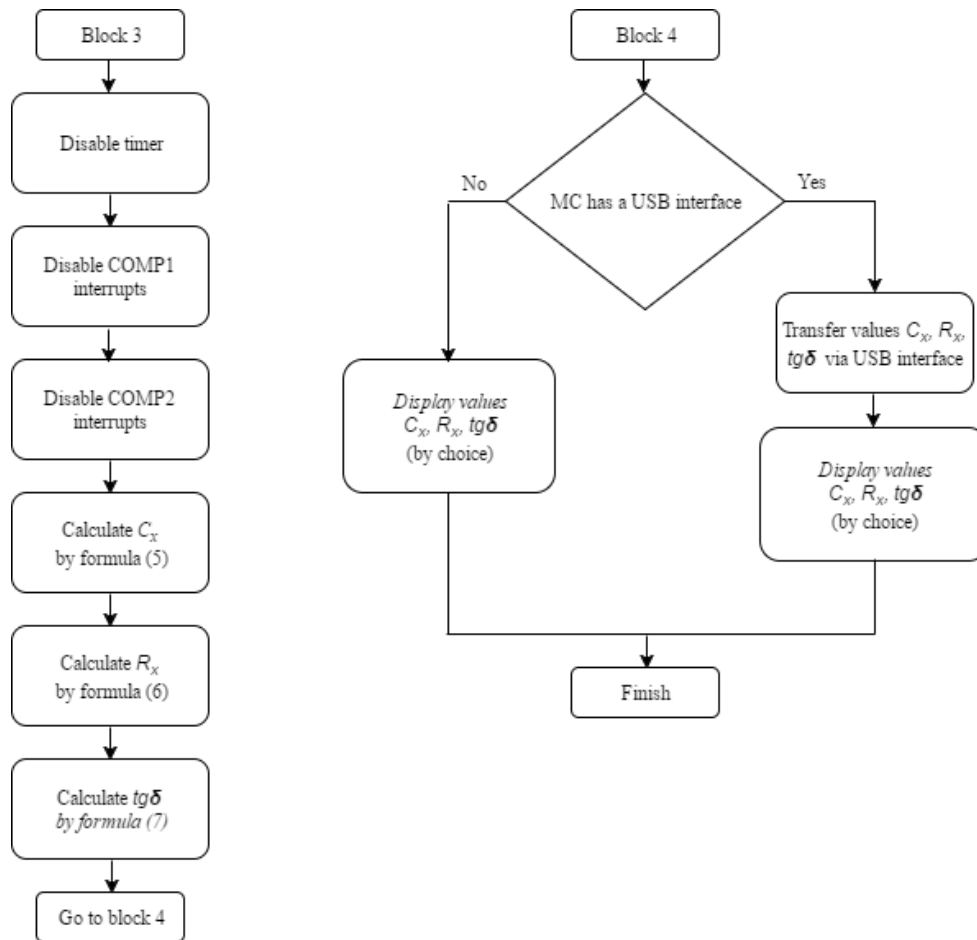 Block 3
Disable timer
Disable COMP1
interrupts
Disable COMP2
interrupts
Calculate Cₓ
by formula (5)
Calculate Rₓ
by formula (6)
Calculate tgδ
by formula (7)
Go to block 4
Block 4
MC has a USB interface
No
Yes
Display values
Cₓ, Rₓ, tgδ
(by choice)
Transfer values Cₓ, Rₓ,
tgδ via USB interface
Display values
Cₓ, Rₓ, tgδ
(by choice)
Finish